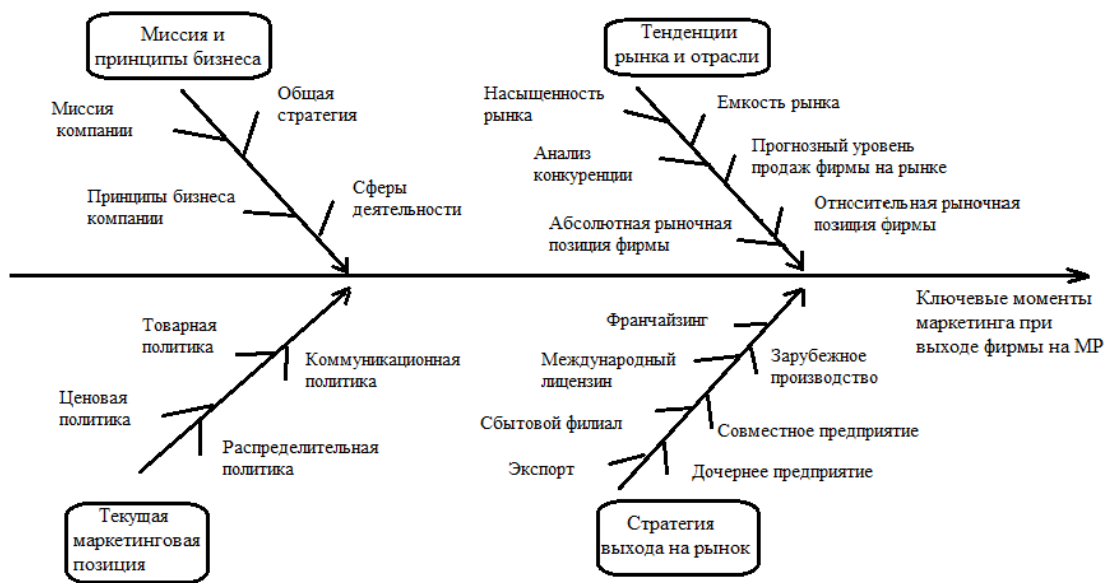 Миссия и
принципы бизнеса
Миссия
компании
Общая
стратегия
Принципы бизнеса
компании
Сферы
деятельности
Тенденции
рынка и отрасли
Насыщенность
рынка
Емкость рынка
Анализ
конкуренции
Прогнозный уровень
продаж фирмы на рынке
Абсолютная рыночная
позиция фирмы
Относительная рыночная
позиция фирмы
Ключевые моменты
маркетинга при
выходе фирмы на МР
Товарная
политика
Коммуникационная
политика
Ценовая
политика
Распределительная
политика
Текущая
маркетинговая
позиция
Франчайзинг
Международный
лицензин
Зарубежное
производство
Сбытовой филиал
Совместное предприятие
Экспорт
Дочернее предприятие
Стратегия
выхода на рынок